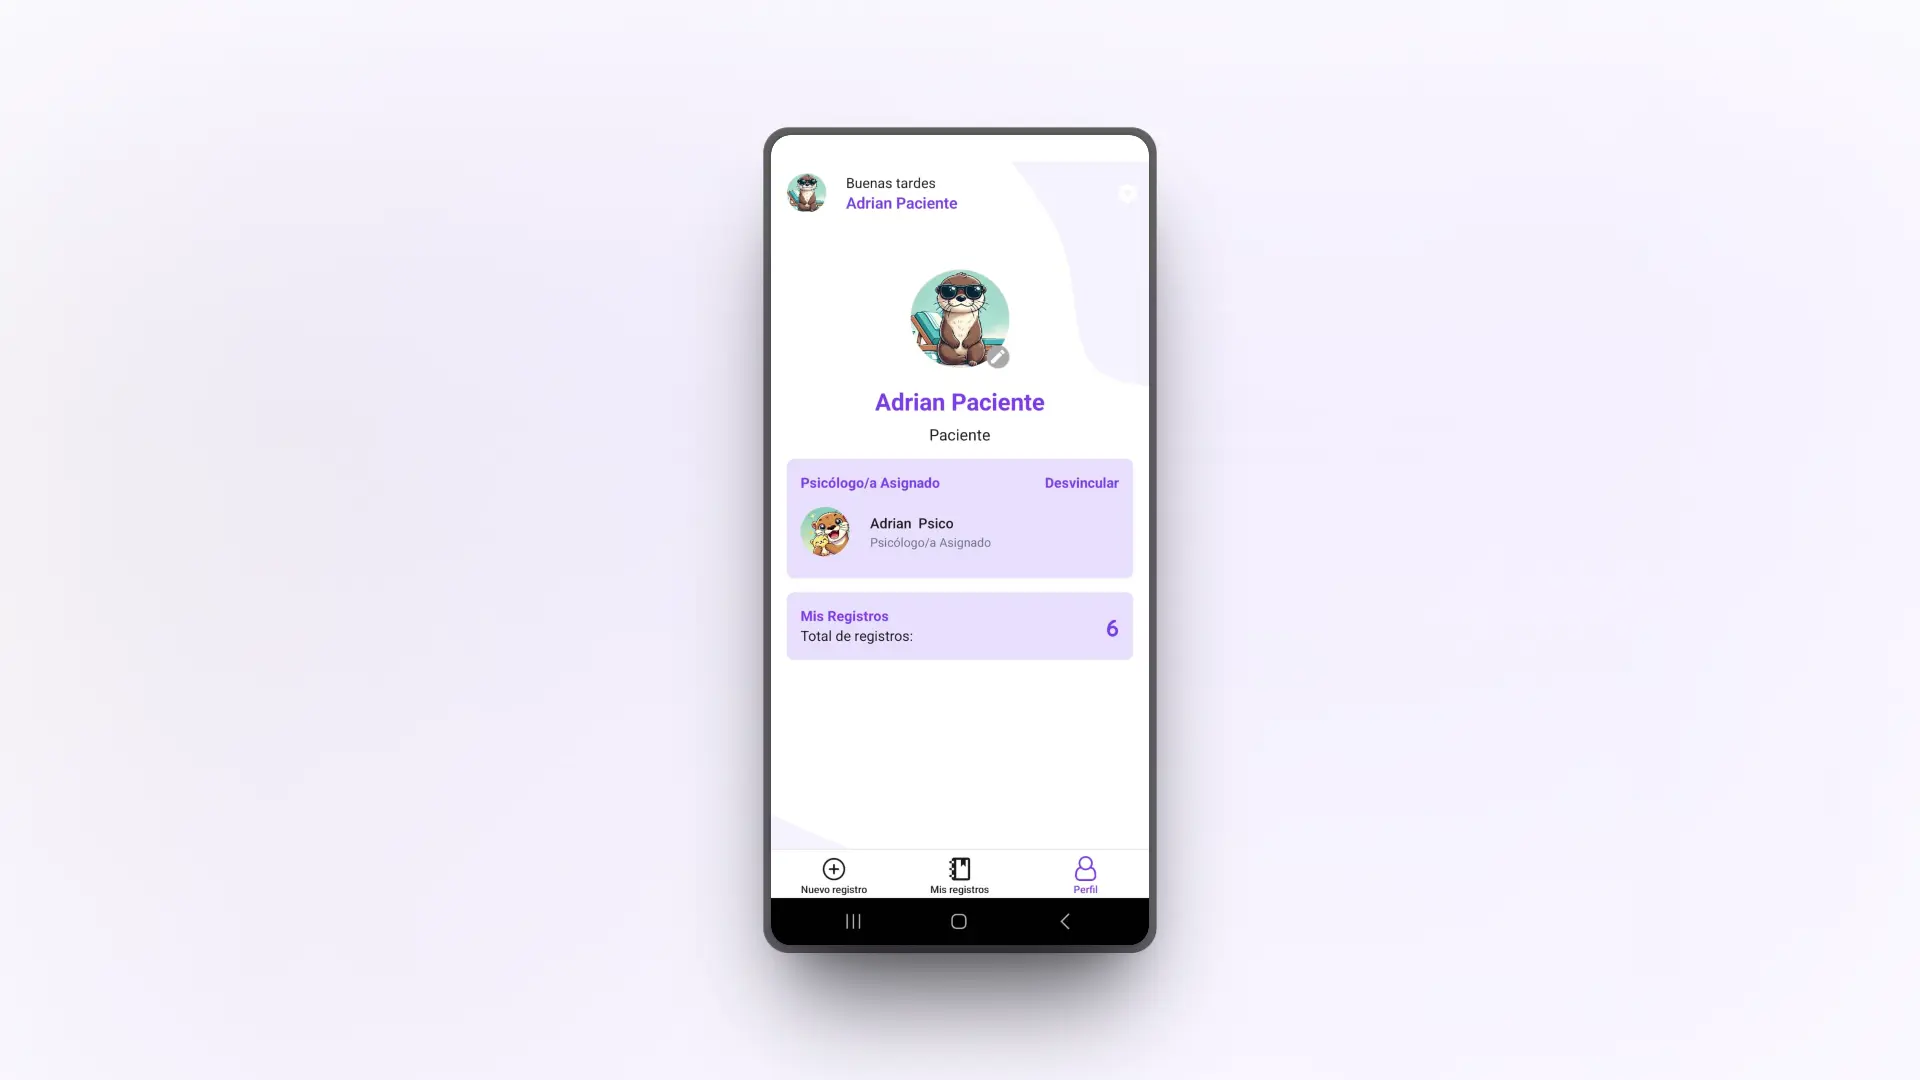 Buenas tardes
Adrian Paciente
Adrian Paciente
Paciente
Psicólogo/a Asignado
Desvincular
Adrian  Psico
Psicólogo/a Asignado
Mis Registros
Total de registros:
6
Nuevo registro
Mis registros
Perfil